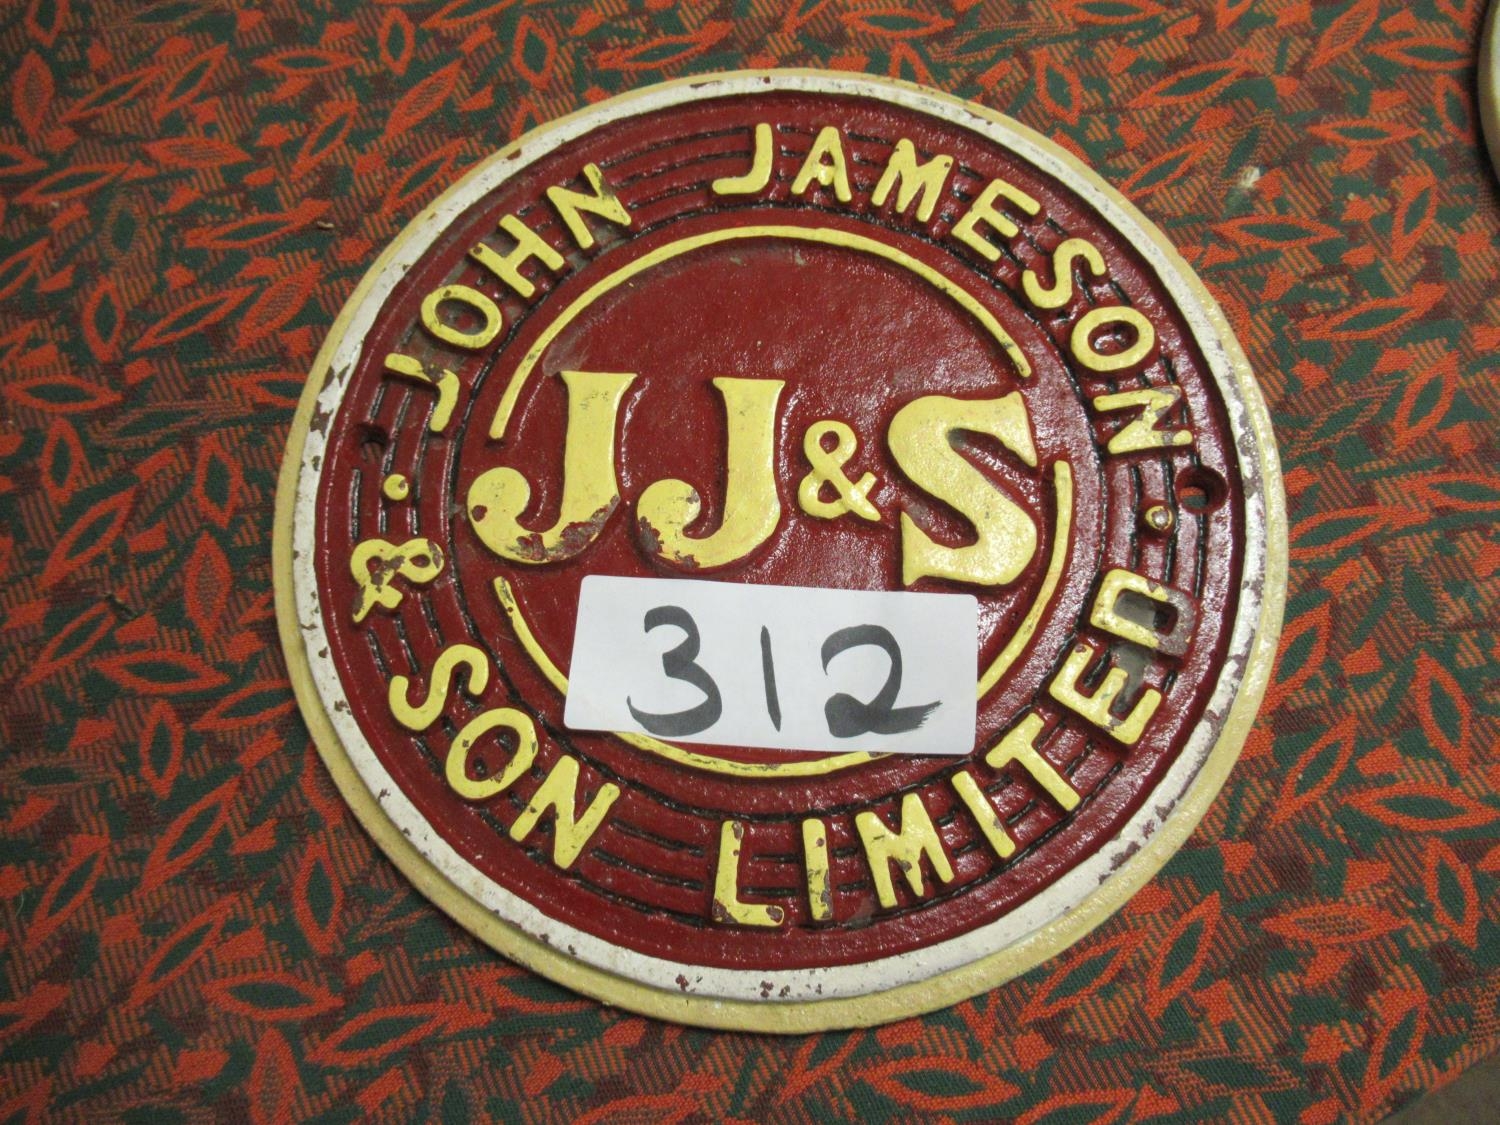 JOHN JAMESON
& SON LIMITED
JJ&S
312